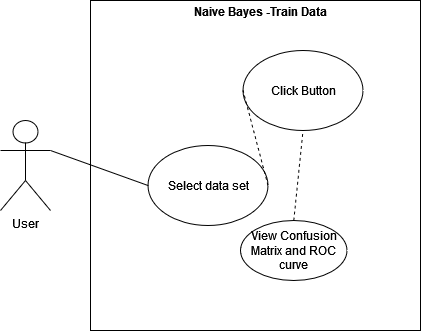 Naive Bayes -Train Data
Click Button
Select data set
User
View Confusion
Matrix and ROC
curve